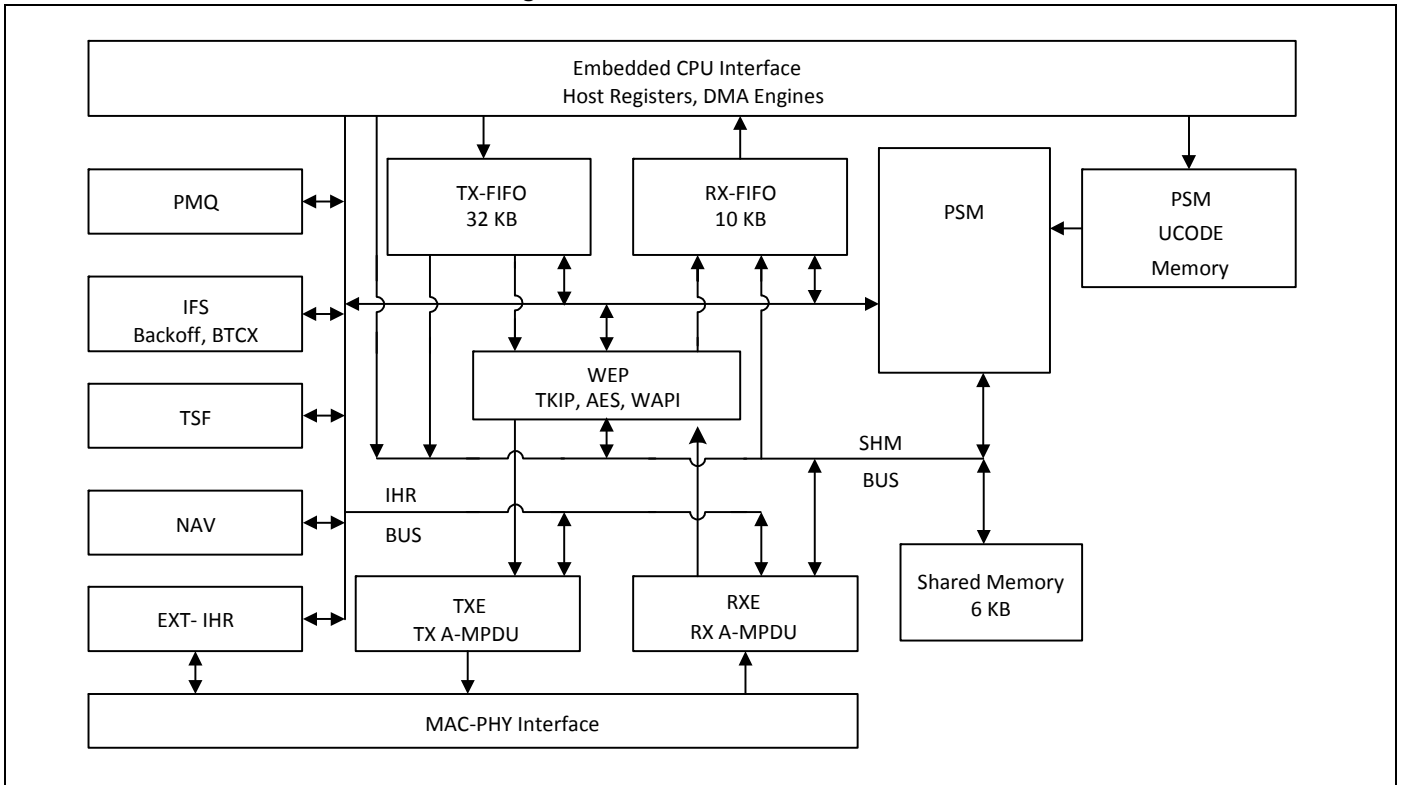 Embedded CPU Interface
Host Registers, DMA Engines
PMQ
TX-FIFO
32 KB
RX-FIFO
10 KB
PSM
PSM
UCODE
Memory
IFS
Backoff, BTCX
WEP
TKIP, AES, WAPI
TSF
SHM
BUS
NAV
IHR
BUS
Shared Memory
6 KB
EXT- IHR
TXE
TX A-MPDU
RXE
RX A-MPDU
MAC-PHY Interface